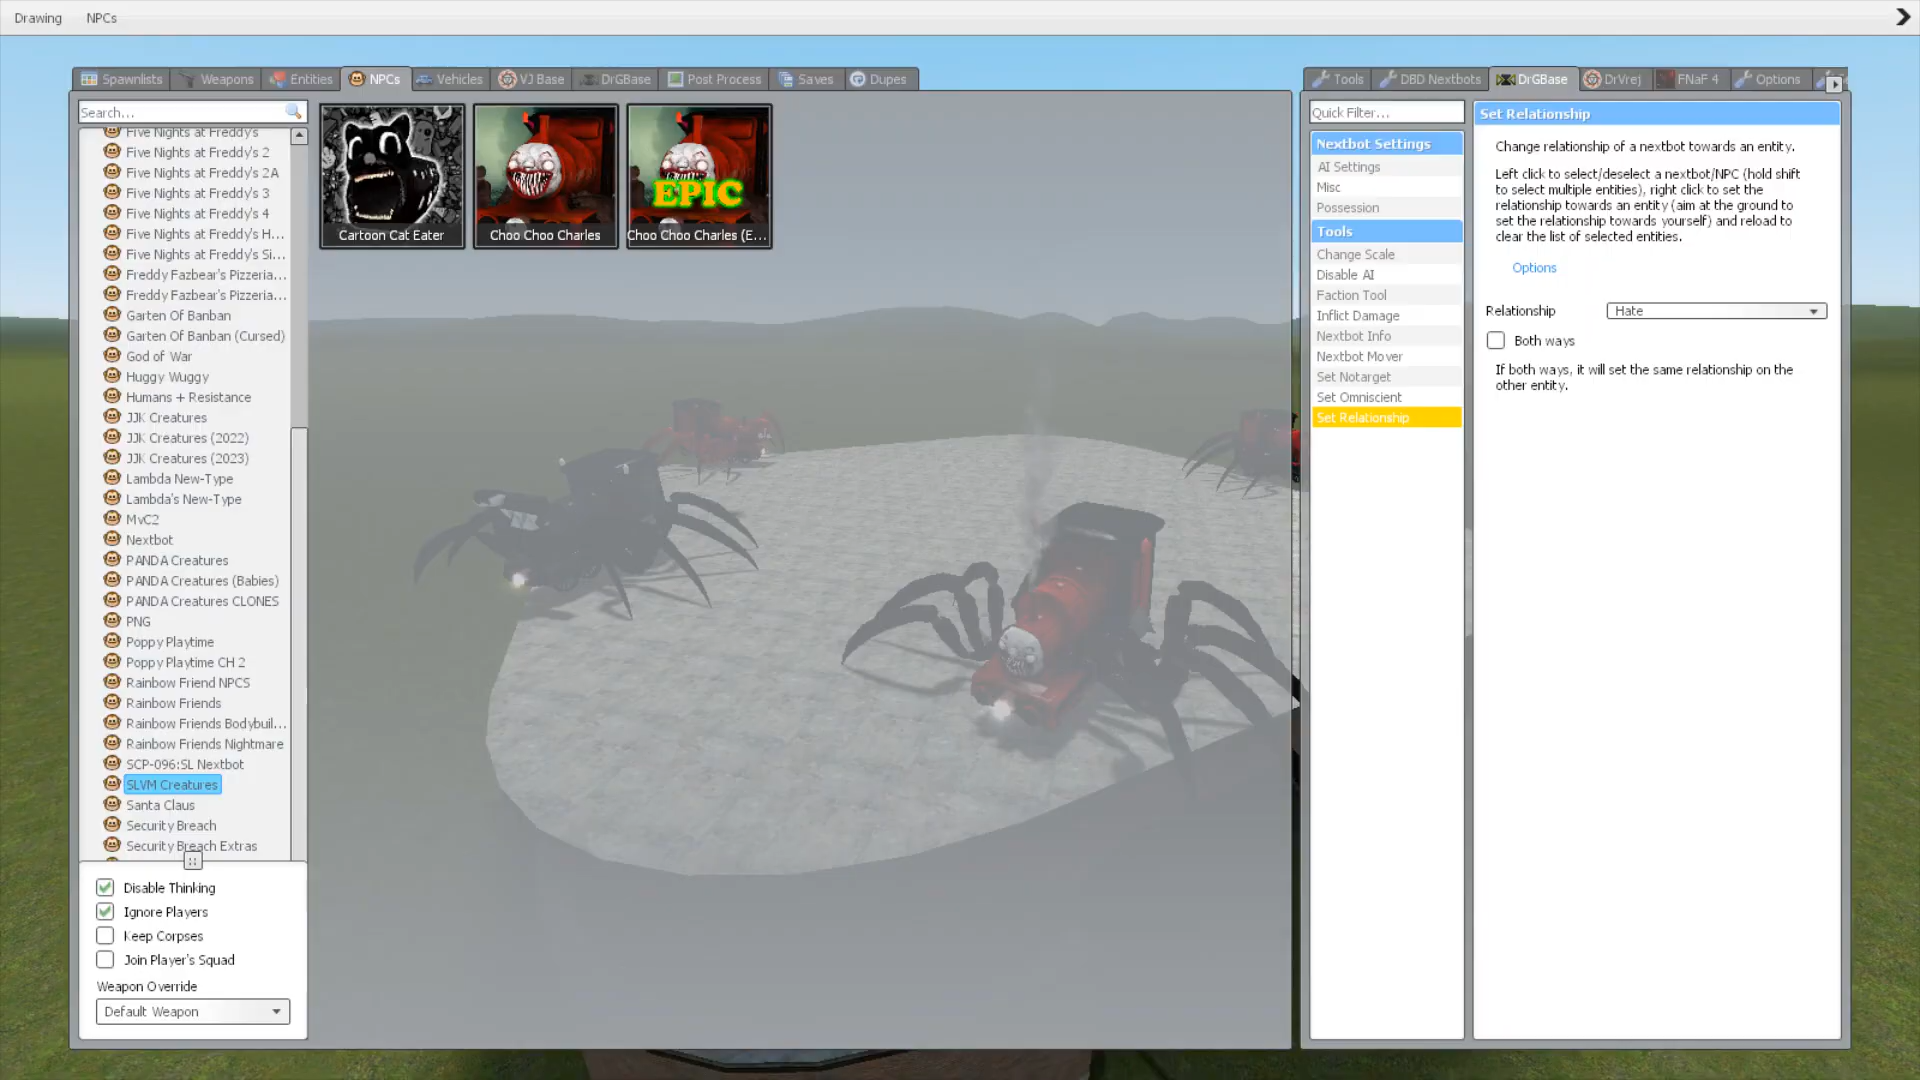 Drawing NPCs
Spawnlists Weapons Entities NPCs Vehicles VJ Base DrGBase Post Process Saves Dupes
Search...
Five Nights at Freddy's
Five Nights at Freddy's 2
Five Nights at Freddy's 2A
Five Nights at Freddy's 3
Five Nights at Freddy's 4
Five Nights at Freddy's H...
Five Nights at Freddy's Si...
Freddy Fazbear's Pizzeria...
Freddy Fazbear's Pizzeria...
Garten Of Banban
Garten Of Banban (Cursed)
God of War
Huggy Wuggy
Humans + Resistance
JJK Creatures
JJK Creatures (2022)
JJK Creatures (2023)
Lambda New-Type
Lambda's New-Type
MvC2
Nextbot
PANDA Creatures
PANDA Creatures (Babies)
PANDA Creatures CLONES
PNG
Poppy Playtime
Poppy Playtime CH 2
Rainbow Friend NPCS
Rainbow Friends
Rainbow Friends Bodybuil...
Rainbow Friends Nightmare
SCP-096:SL Nextbot
SLVM Creatures
Santa Claus
Security Breach
Security Breach Extras
Disable Thinking
Ignore Players
Keep Corpses
Join Player's Squad
Weapon Override
Default Weapon
Cartoon Cat Eater
Choo Choo Charles
EPIC
Choo Choo Charles (E...
Tools DBD Nextbots DrGBase DrVrej FNaF 4 Options
Quick Filter...
Nextbot Settings
AI Settings
Misc
Possession
Tools
Change Scale
Disable AI
Faction Tool
Inflict Damage
Nextbot Info
Nextbot Mover
Set Notarget
Set Omniscient
Set Relationship
Set Relationship
Change relationship of a nextbot towards an entity.
Left click to select/deselect a nextbot/NPC (hold shift
to select multiple entities), right click to set the
relationship towards an entity (aim at the ground to
set the relationship towards yourself) and reload to
clear the list of selected entities.
Options
Relationship Hate
Both ways
If both ways, it will set the same relationship on the
other entity.